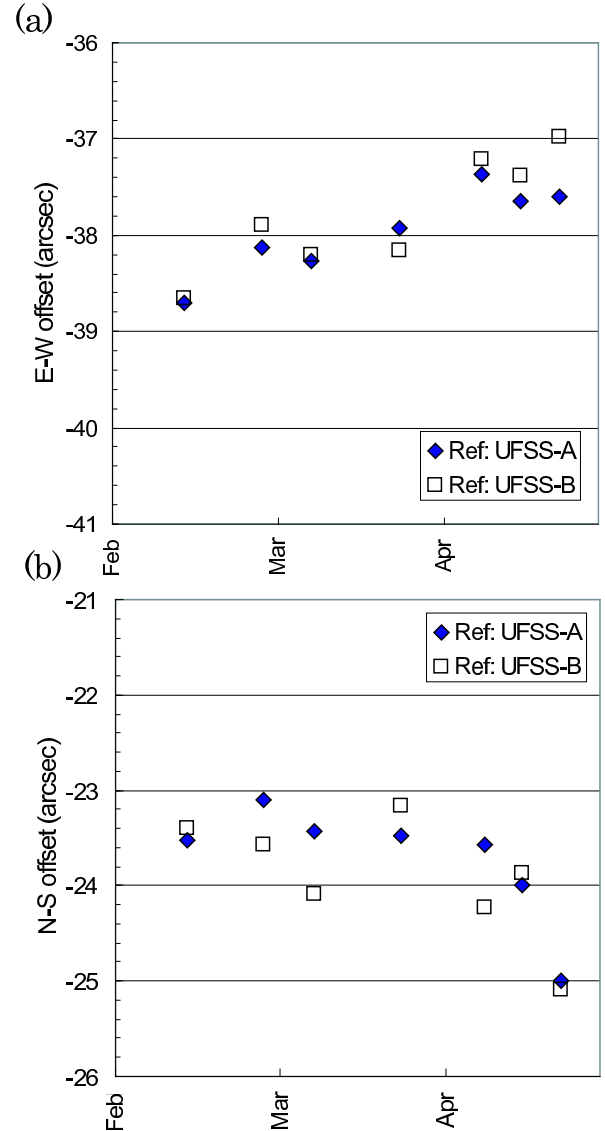 (a)
-36
-37
-38
-39
-40
-41
E-W offset (arcsec)
Ref: UFSS-A
Ref: UFSS-B
Feb
Mar
Apr
(b)
-21
-22
-23
-24
-25
-26
N-S offset (arcsec)
Ref: UFSS-A
Ref: UFSS-B
Feb
Mar
Apr